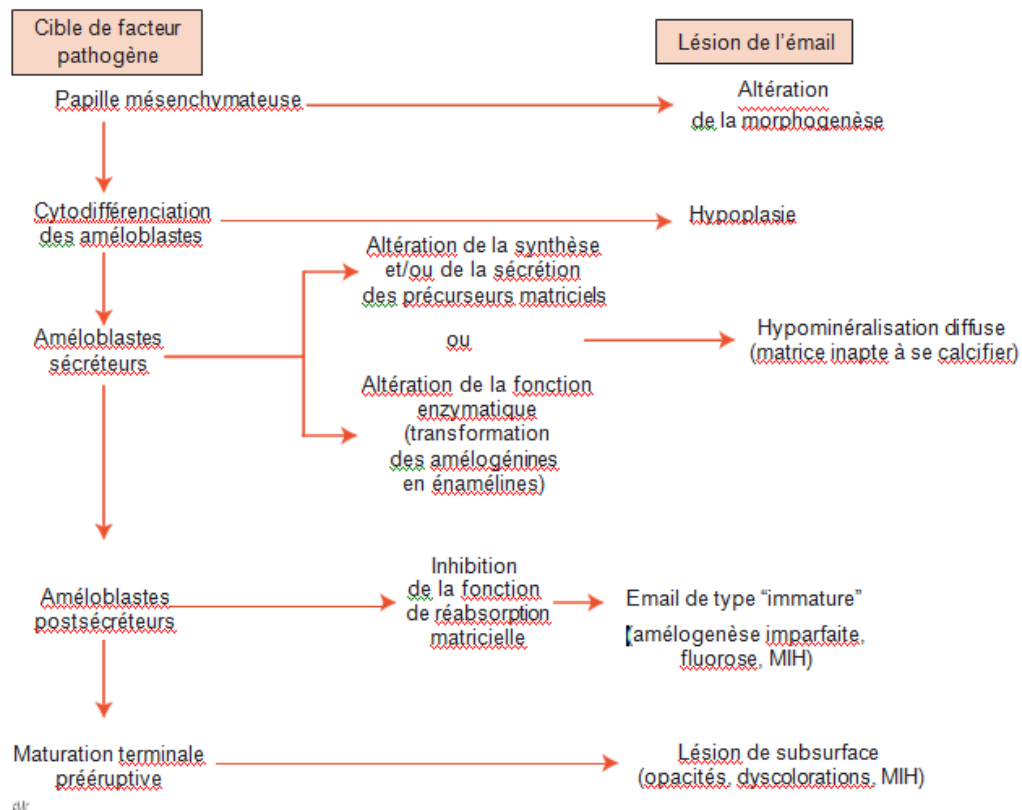 Cible de facteur
pathogène
Lésion de l'émail
Papille mésenchymateuse
Altération
de la morphogenèse
Cytodifférenciation
des améloblastes
Hypoplasie
Altération de la synthèse
et/ou de la sécrétion
des précurseurs matriciels
Améloblastes
sécréteurs
ou
Hypominéralisation diffuse
(matrice inapte à se calcifier)
Altération de la fonction
enzymatique
(transformation
des amélogénines
en énamélines)
Améloblastes
postsécréteurs
Inhibition
de la fonction
de réabsorption
matricielle
Email de type “immature”
(amélogenèse imparfaite,
fluorose, MIH)
Maturation terminale
prééruptive
Lésion de subsurface
(opacités, dyscolorations, MIH)